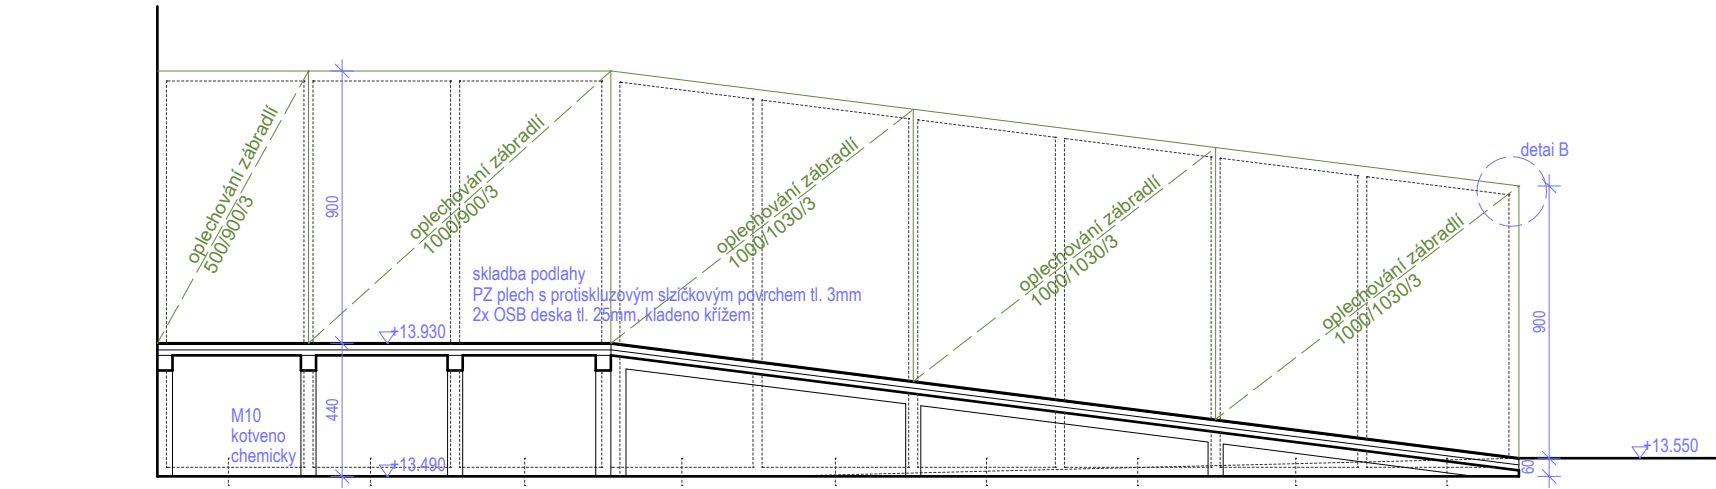 detai B
oplechování zábradlí
500/900/3
oplechování zábradlí
1000/900/3
oplechování zábradlí
1000/1030/3
oplechování zábradlí
1000/1030/3
oplechování zábradlí
1000/1030/3
900
900
skladba podlahy
PZ plech s protiskluzovým slzíčkovým povrchem tl. 3mm
2x OSB deska tl. 25mm, kladeno křížem
+13.930
440
M10
kotveno
chemicky
+13.490
+13.550
60